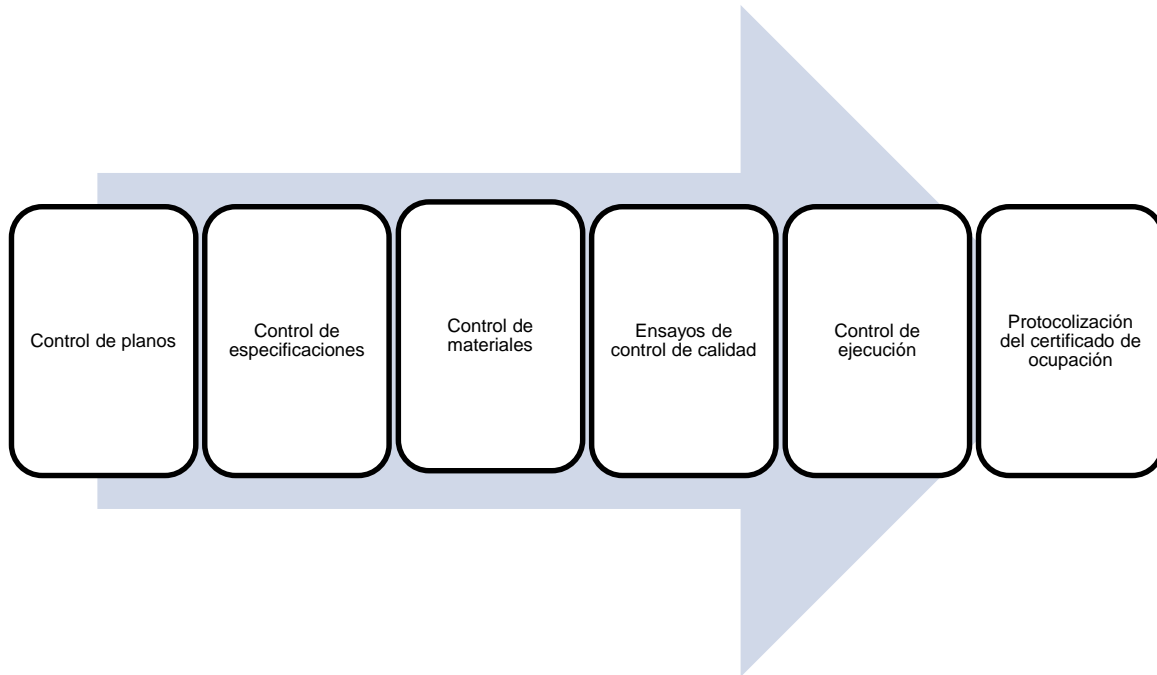 Control de planos
Control de
especificaciones
Control de
materiales
Ensayos de
control de calidad
Control de
ejecución
Protocolización
del certificado de
ocupación